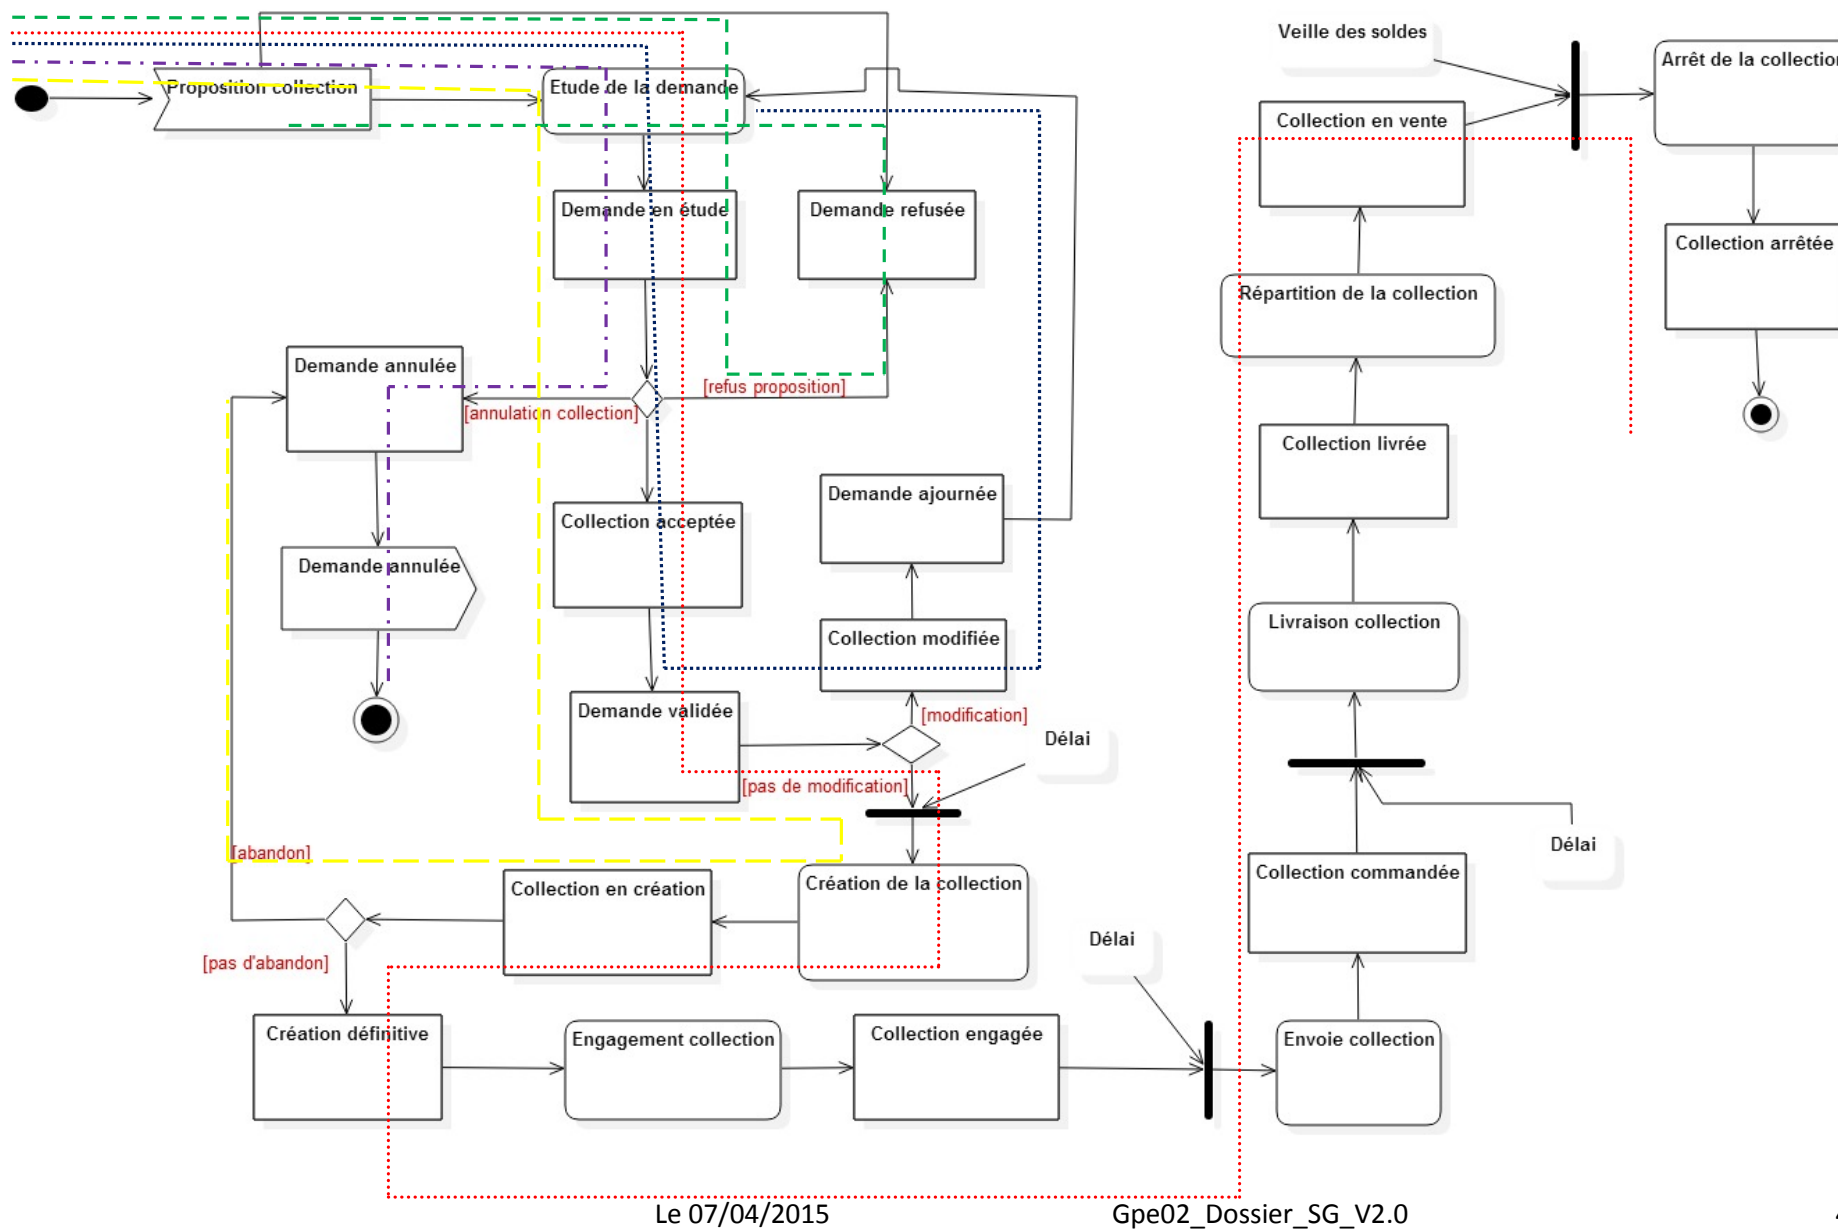 Veille des soldes
Arrêt de la collection
Proposition collection
Etude de la demande
Collection en vente
Demande en étude
Demande refusée
Collection arrêtée
Répartition de la collection
Demande annulée
[refus proposition]
[annulation collection]
Collection livrée
Demande ajournée
Collection acceptée
Demande annulée
Livraison collection
Collection modifiée
Demande validée
[modification]
Délai
[pas de modification]
Délai
[abandon]
Collection en création
Création de la collection
Collection commandée
[pas d'abandon]
Délai
Création définitive
Engagement collection
Collection engagée
Envoie collection
Le 07/04/2015
Gpe02_Dossier_SG_V2.0